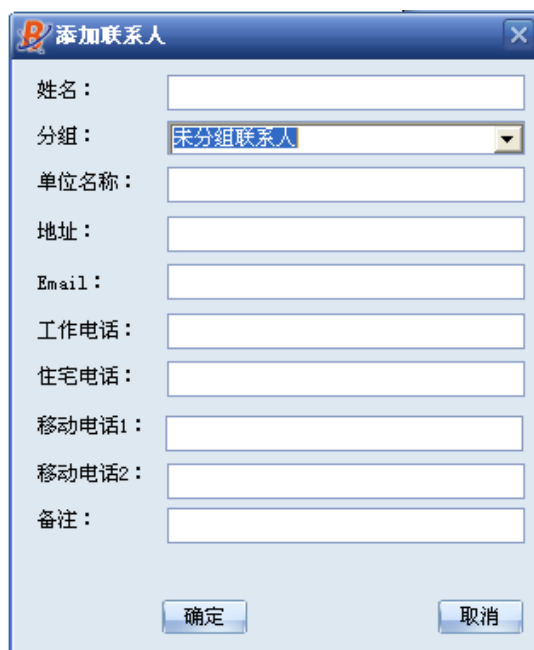 添加联系人
姓名：
分组： 未分组联系人
单位名称：
地址：
Email：
工作电话：
住宅电话：
移动电话1：
移动电话2：
备注：
确定 取消